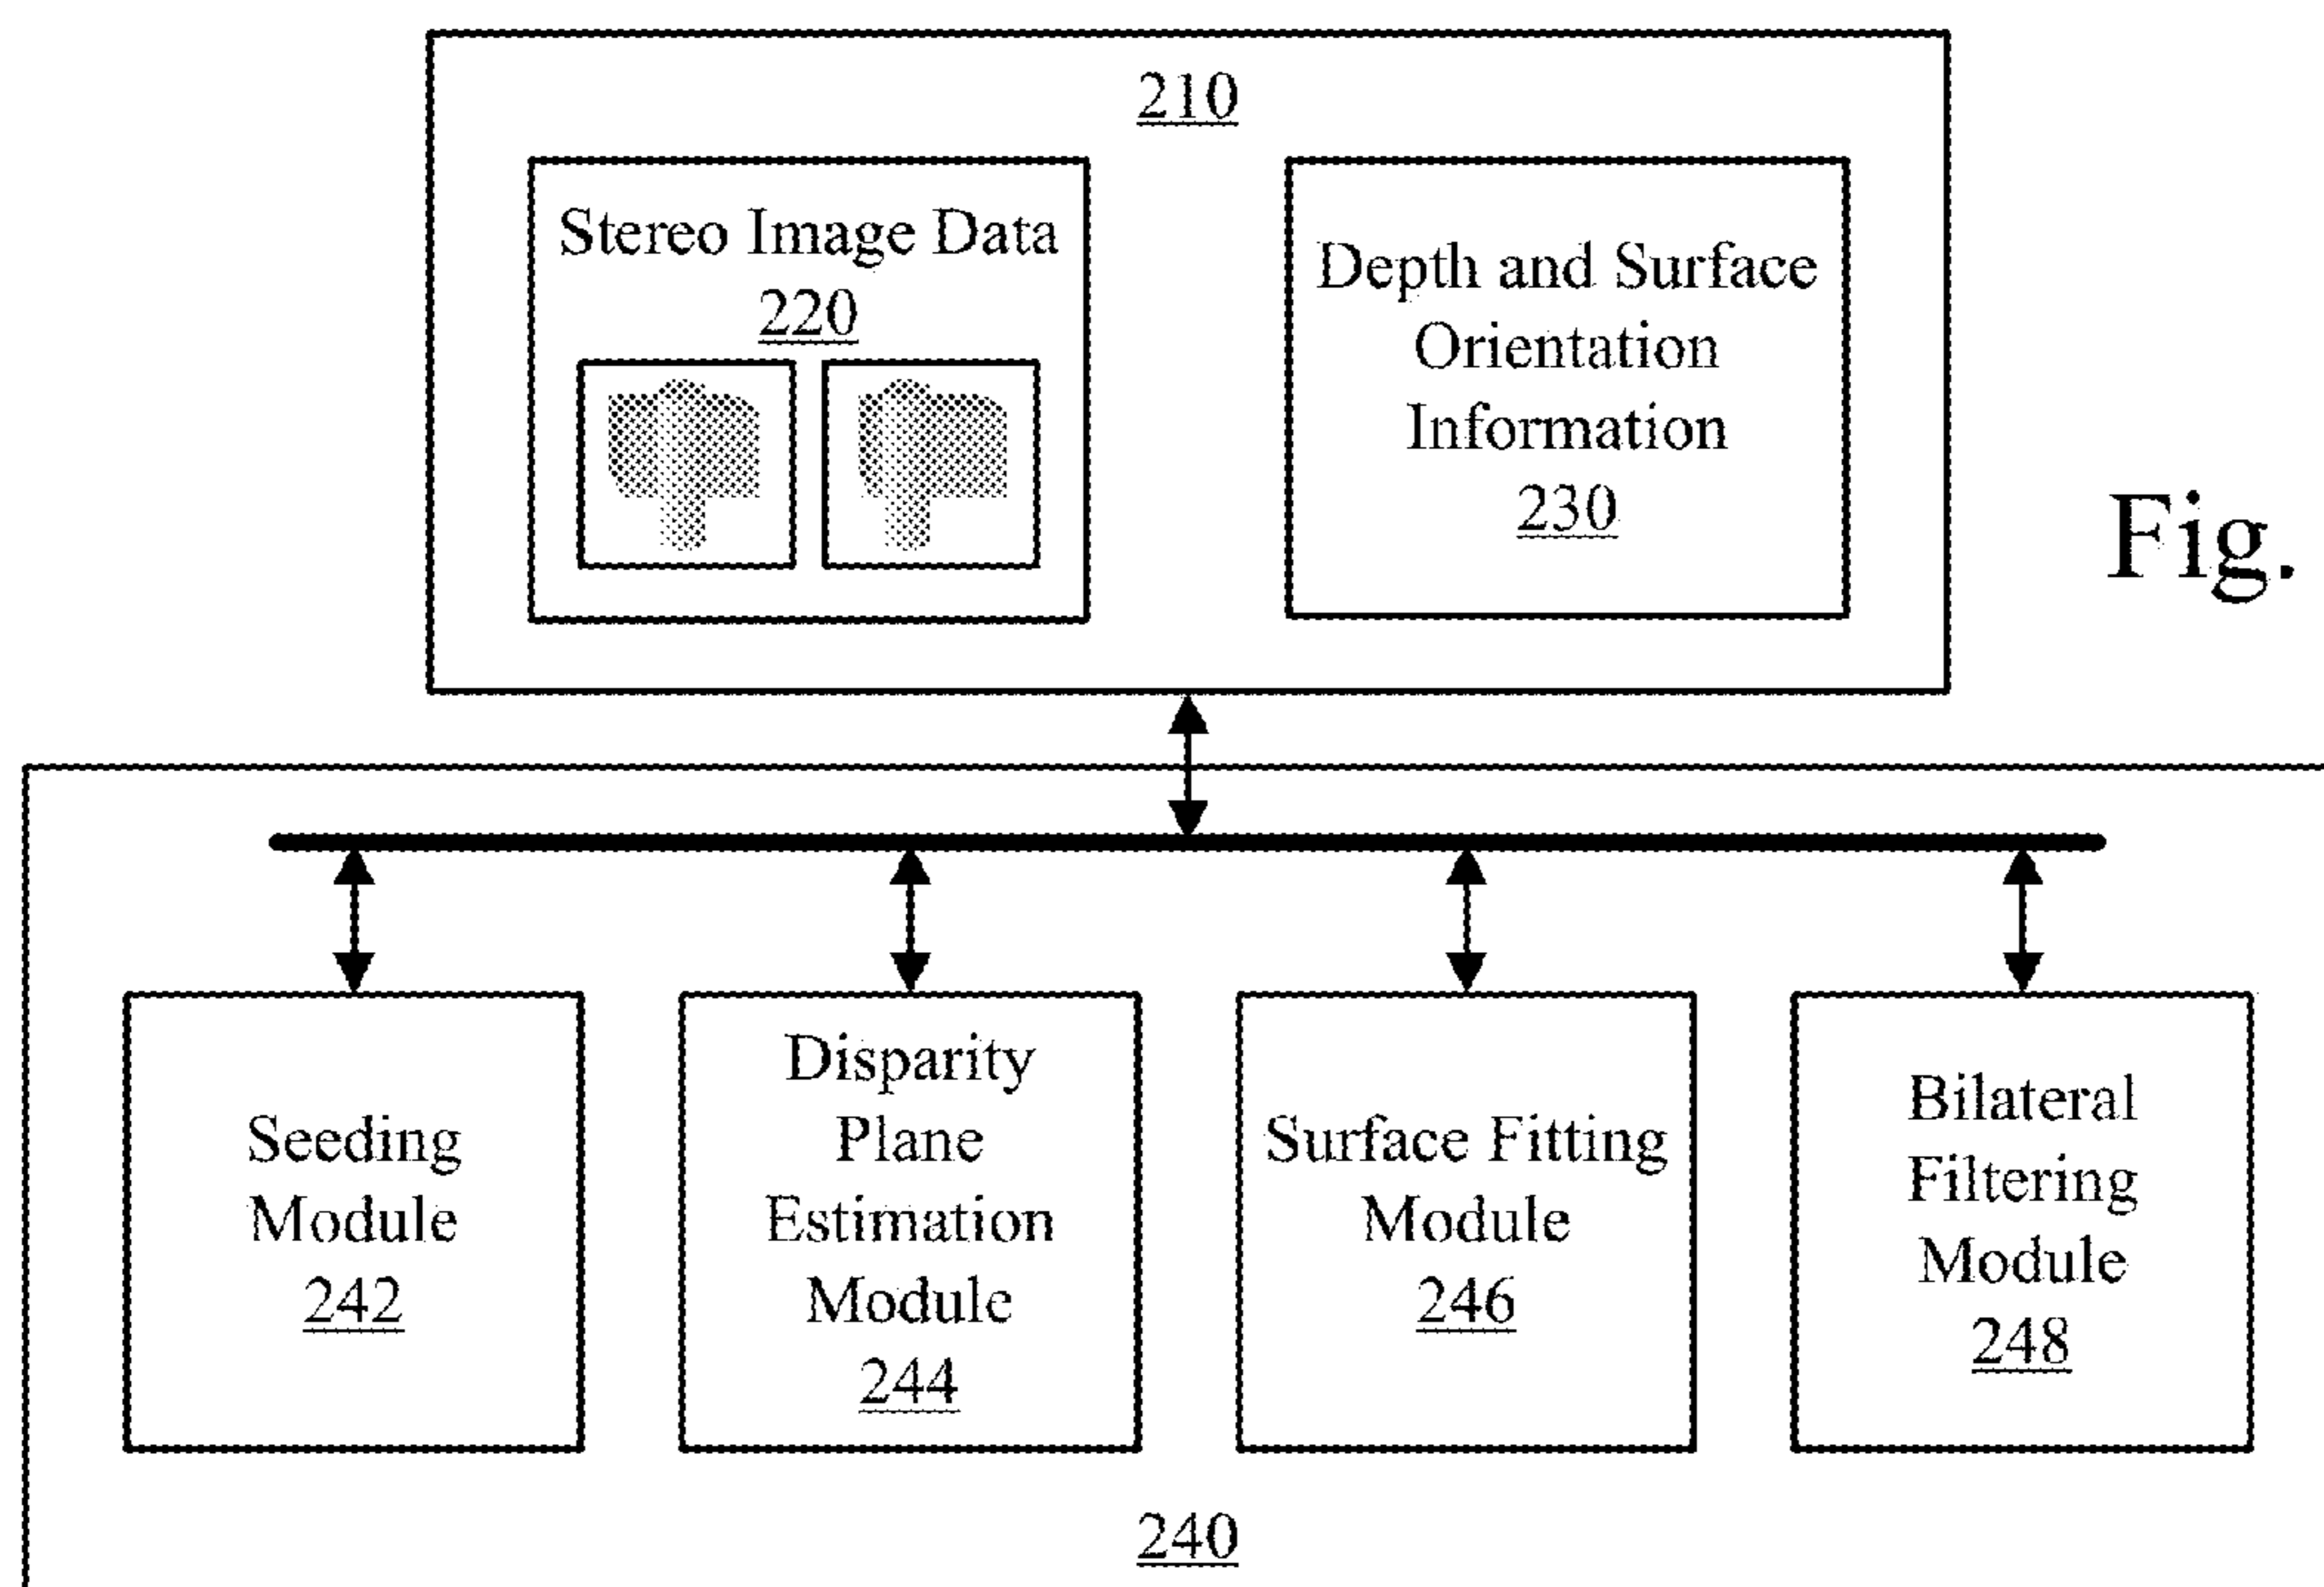 210
Stereo Image Data
220
Depth and Surface
Orientation
Information
230
Fig.
Seeding
Module
242
Disparity
Plane
Estimation
Module
244
Surface Fitting
Module
246
Bilateral
Filtering
Module
248
240